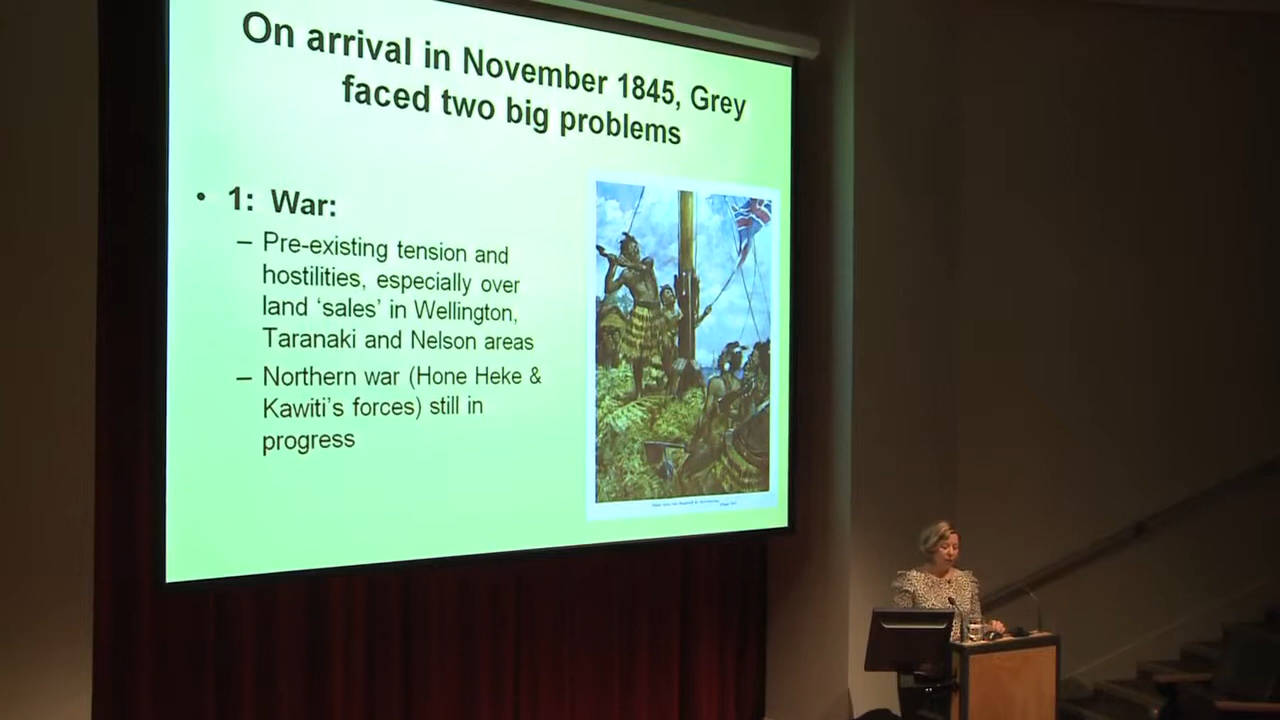 On arrival in November 1845, Grey
faced two big problems
• 1: War:
– Pre-existing tension and
hostilities, especially over
land ‘sales’ in Wellington,
Taranaki and Nelson areas
– Northern war (Hone Heke &
Kawiti’s forces) still in
progress